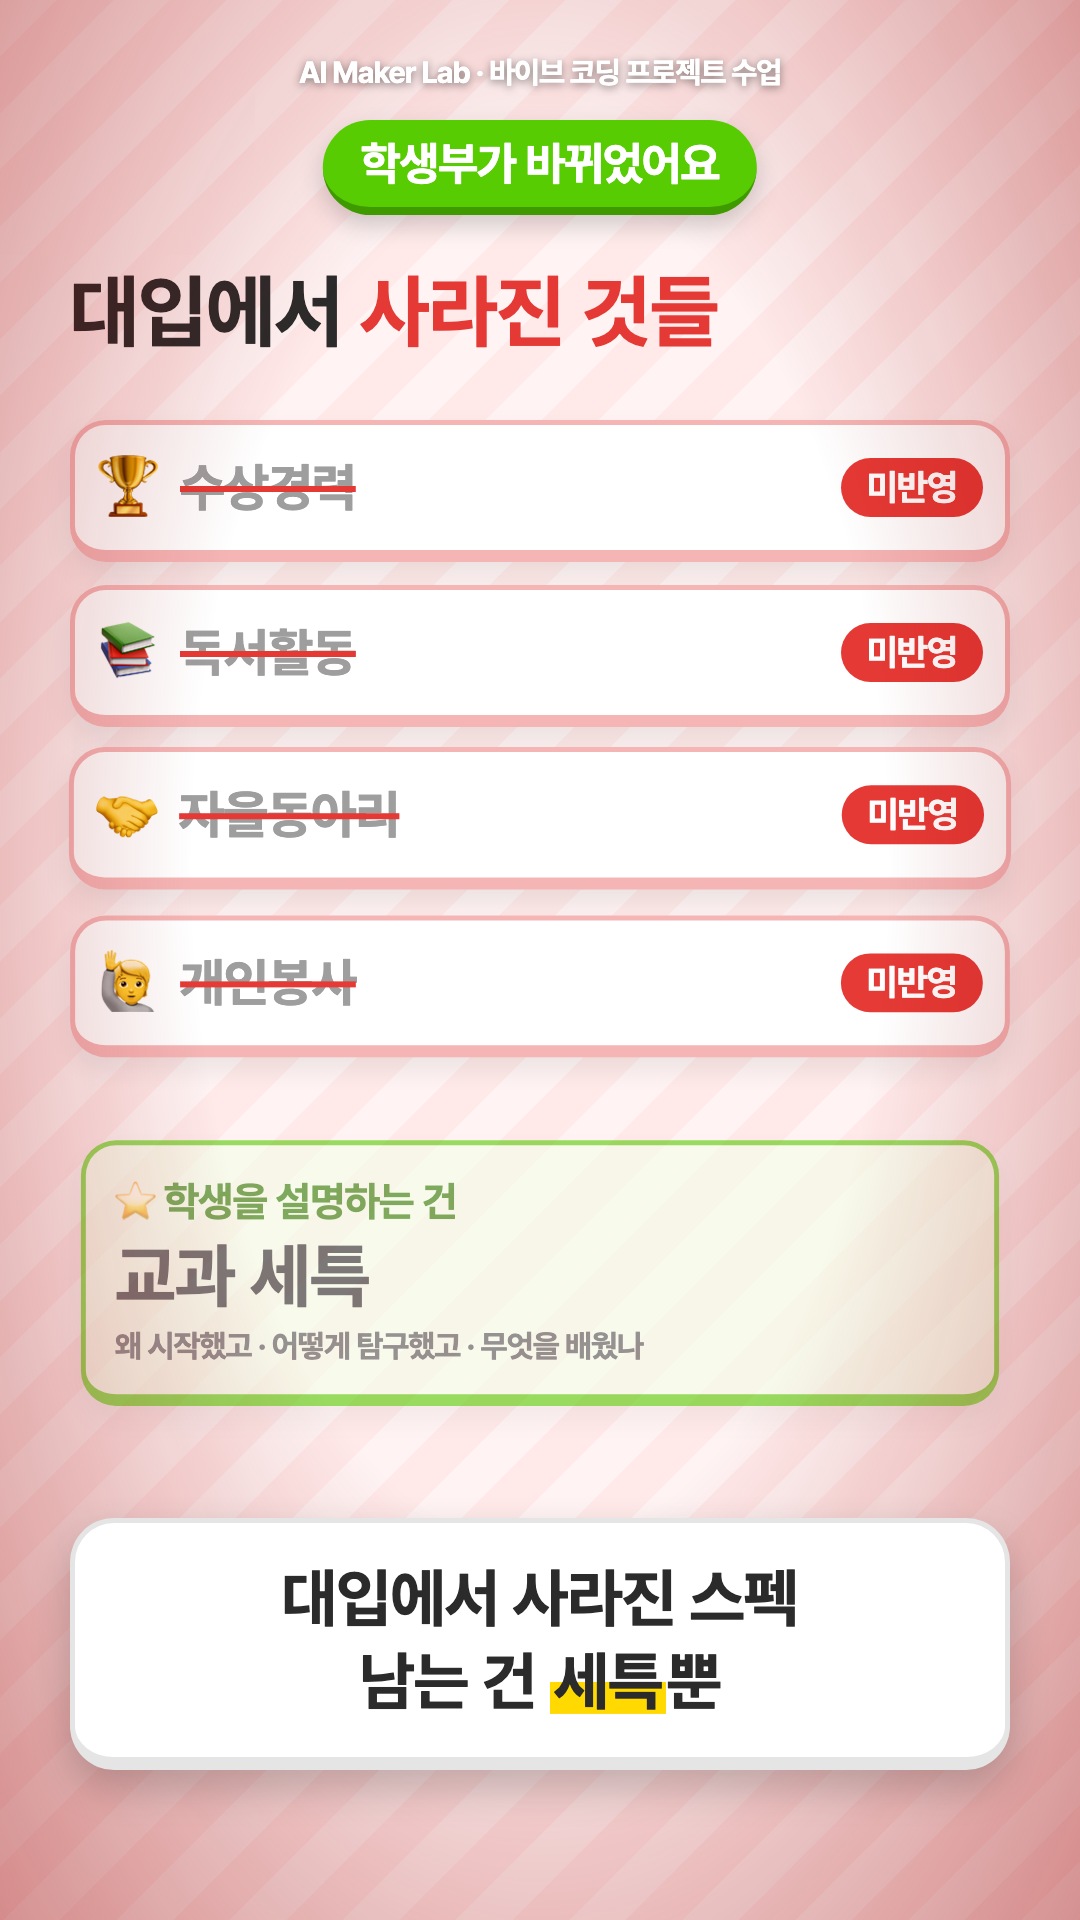 AI Maker Lab · 바이브 코딩 프로젝트 수업
학생부가 바뀌었어요
대입에서 사라진 것들
수상경력 미반영
독서활동 미반영
자율동아리 미반영
개인봉사 미반영
학생을 설명하는 건
교과 세특
왜 시작했고 · 어떻게 탐구했고 · 무엇을 배웠나
대입에서 사라진 스펙
남는 건 세특뿐